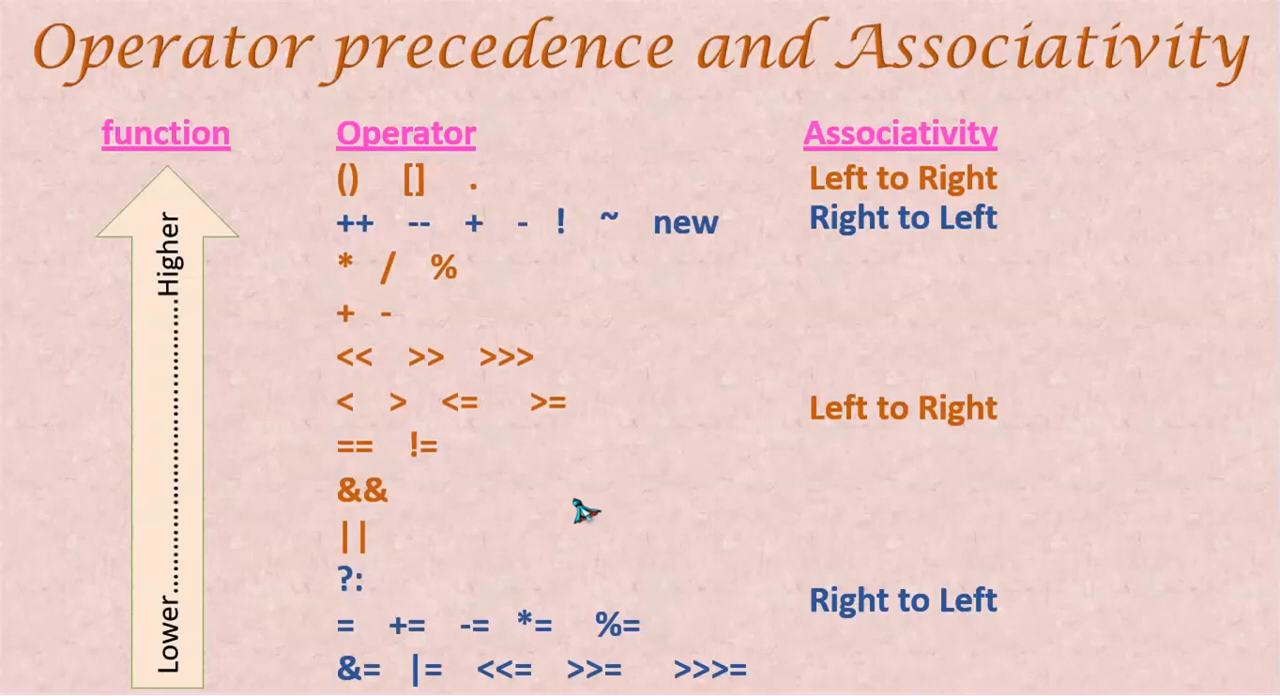 Operator precedence and Associativity
function Operator Associativity
() [] . Left to Right
++ -- + - ! ~ new Right to Left
* / %
+ -
<< >> >>>
< > <= >= Left to Right
== !=
&&
||
?:
Right to Left
= += -= *= %=
&= |= <<= >>= >>>=
Lower..............................Higher